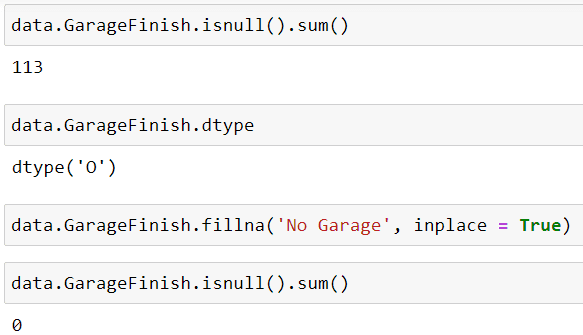 data.GarageFinish.isnull().sum()
113
data.GarageFinish.dtype
dtype('O')
data.GarageFinish.fillna('No Garage', inplace = True)
data.GarageFinish.isnull().sum()
0